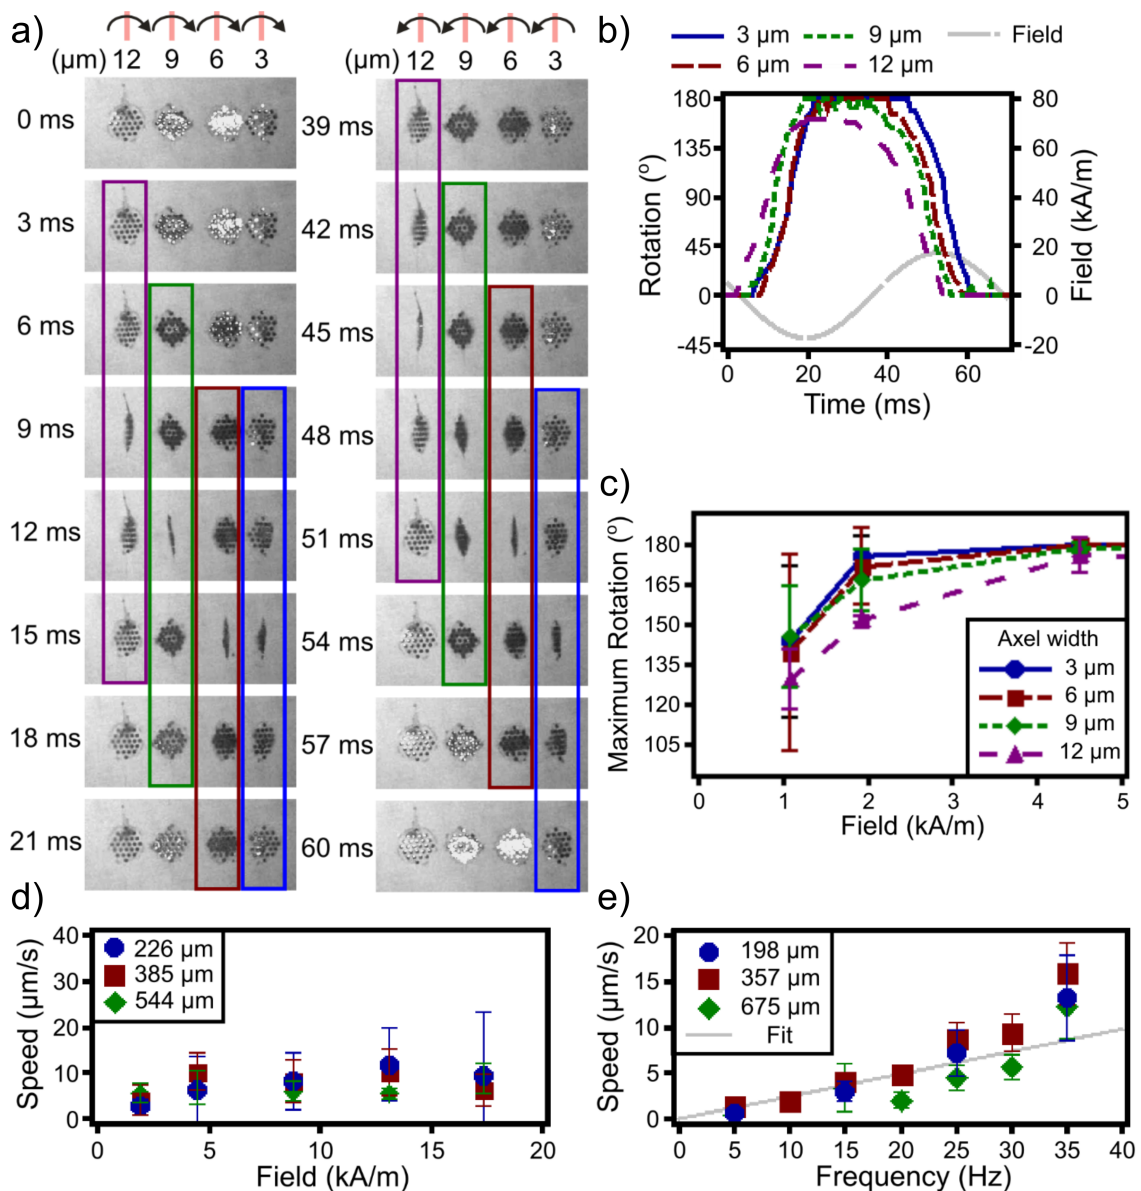 a)
(μm) 12 9 6 3
(μm) 12 9 6 3
0 ms
39 ms
3 ms
42 ms
6 ms
45 ms
9 ms
48 ms
12 ms
51 ms
15 ms
54 ms
18 ms
57 ms
21 ms
60 ms
b)
3 μm
9 μm
Field
6 μm
12 μm
Rotation (°)
180
135
90
45
0
-45
80
60
40
20
0
-20
Field (kA/m)
0 20 40 60
Time (ms)
c)
Maximum Rotation (°)
180
165
150
135
120
105
Axel width
3 μm
6 μm
9 μm
12 μm
0 1 2 3 4 5
Field (kA/m)
d)
Speed (μm/s)
40
30
20
10
0
226 μm
385 μm
544 μm
0 5 10 15 20
Field (kA/m)
e)
Speed (μm/s)
20
15
10
5
0
198 μm
357 μm
675 μm
Fit
0 5 10 15 20 25 30 35 40
Frequency (Hz)